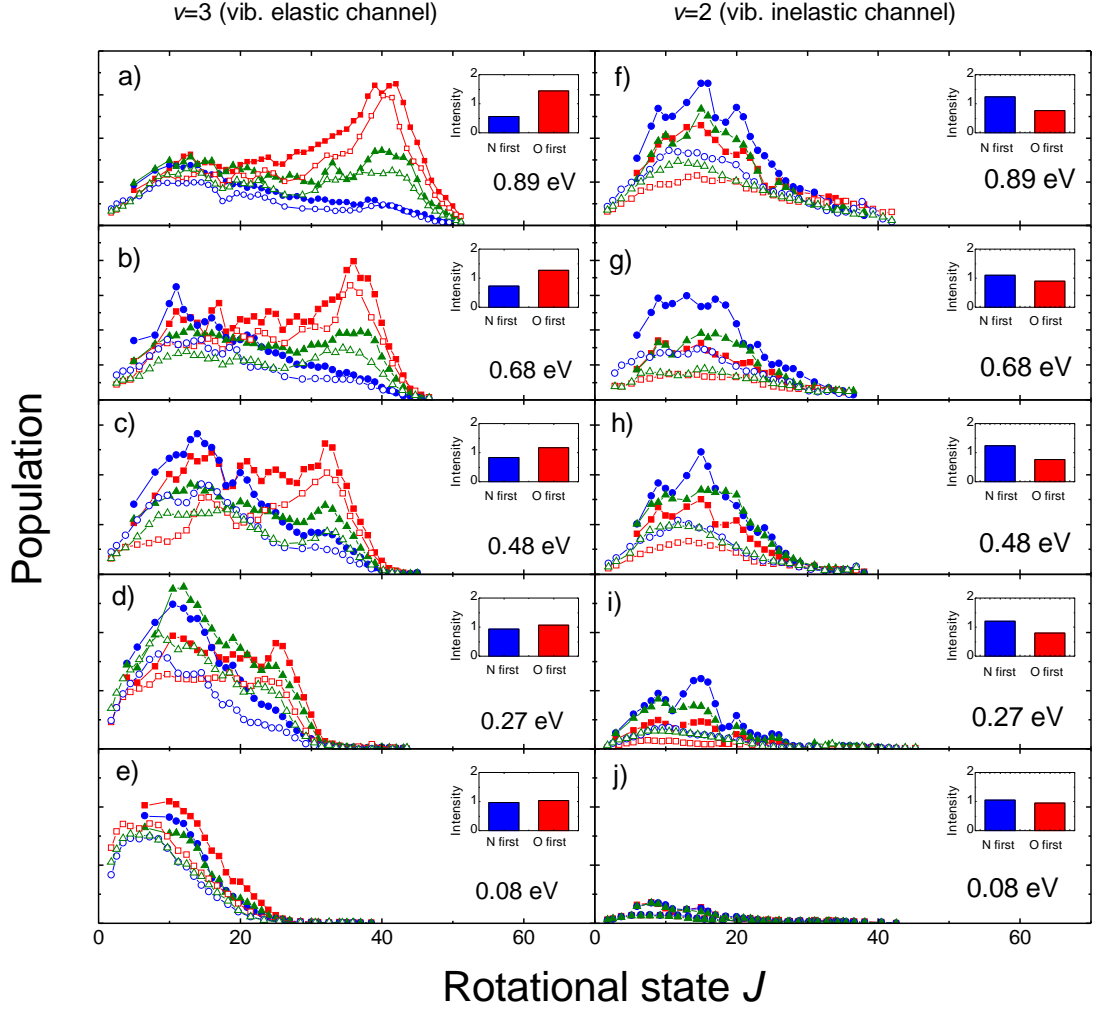 v=3 (vib. elastic channel)
v=2 (vib. inelastic channel)
a)
Intensity
2
1
0
N first
O first
0.89 eV
f)
Intensity
2
1
0
N first
O first
0.89 eV
b)
Intensity
2
1
0
N first
O first
0.68 eV
g)
Intensity
2
1
0
N first
O first
0.68 eV
c)
Intensity
2
1
0
N first
O first
0.48 eV
h)
Intensity
2
1
0
N first
O first
0.48 eV
d)
Intensity
2
1
0
N first
O first
0.27 eV
i)
Intensity
2
1
0
N first
O first
0.27 eV
e)
Intensity
2
1
0
N first
O first
0.08 eV
j)
Intensity
2
1
0
N first
O first
0.08 eV
Population
0 20 40 60 0 20 40 60
Rotational state J